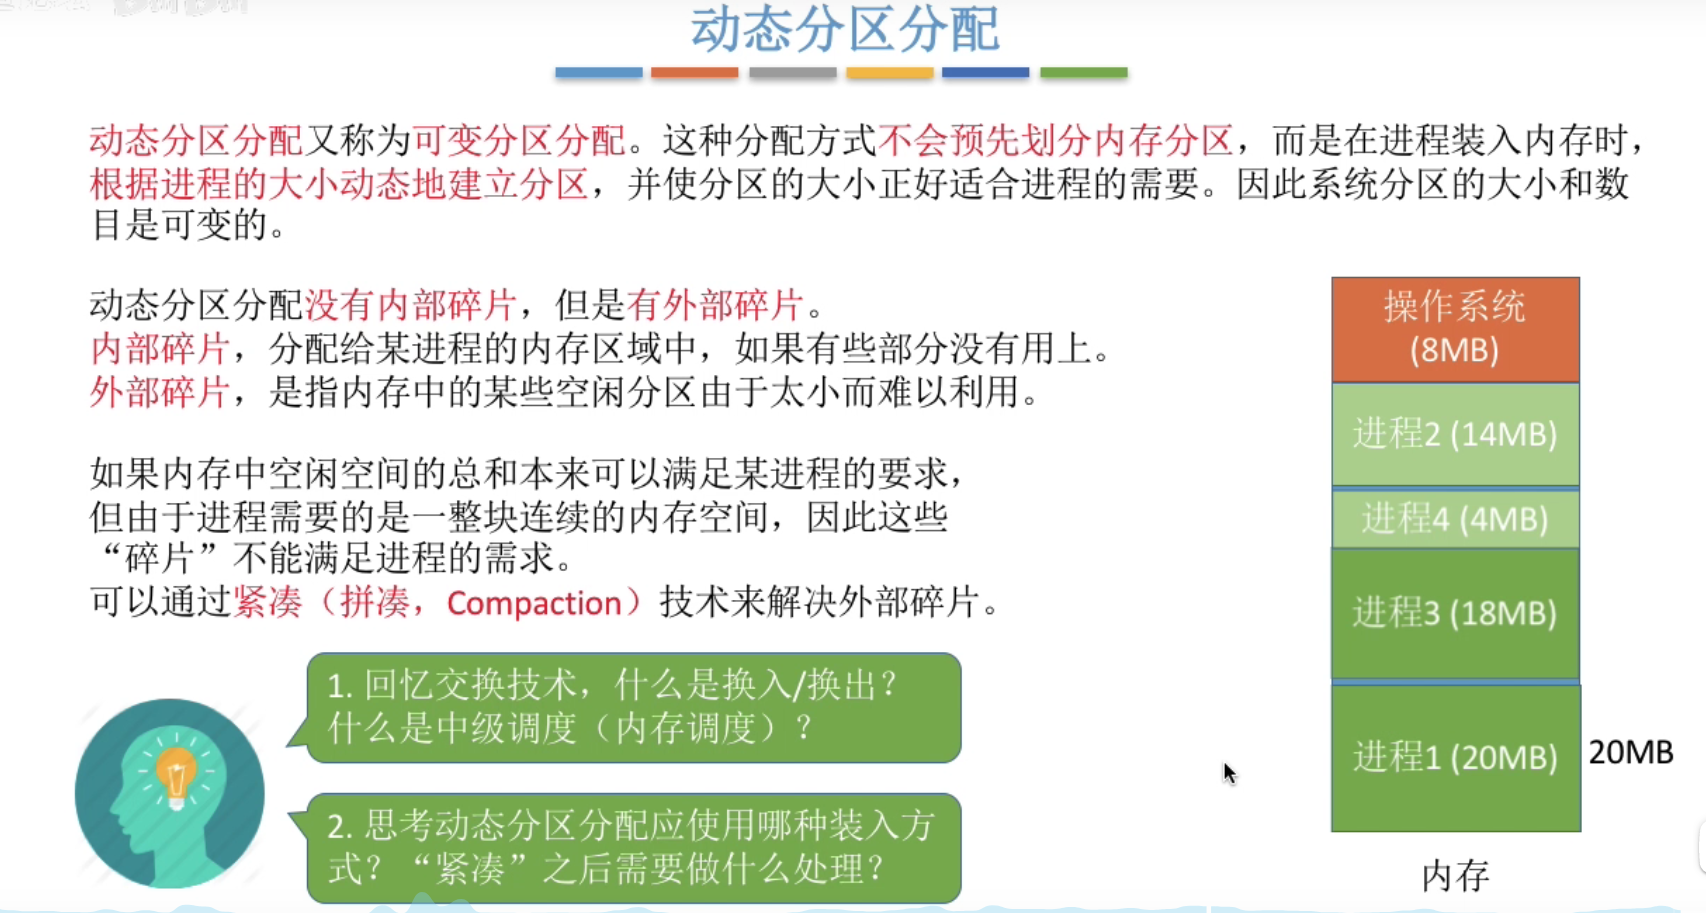 动态分区分配
动态分区分配又称为可变分区分配。这种分配方式不会预先划分内存分区，而是在进程装入内存时，
根据进程的大小动态地建立分区，并使分区的大小正好适合进程的需要。因此系统分区的大小和数
目是可变的。
动态分区分配没有内部碎片，但是有外部碎片。
内部碎片，分配给某进程的内存区域中，如果有些部分没有用上。
外部碎片，是指内存中的某些空闲分区由于太小而难以利用。
如果内存中空闲空间的总和本来可以满足某进程的要求，
但由于进程需要的是一整块连续的内存空间，因此这些
“碎片”不能满足进程的需求。
可以通过紧凑（拼凑，Compaction）技术来解决外部碎片。
1. 回忆交换技术，什么是换入/换出？
什么是中级调度（内存调度）？
2. 思考动态分区分配应使用哪种装入方
式？“紧凑”之后需要做什么处理？
操作系统
(8MB)
进程2 (14MB)
进程4 (4MB)
进程3 (18MB)
进程1 (20MB)
20MB
内存